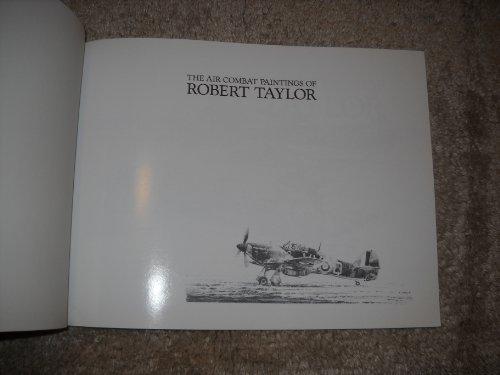 THE AIR COMBAT PAINTINGS OF
ROBERT TAYLOR